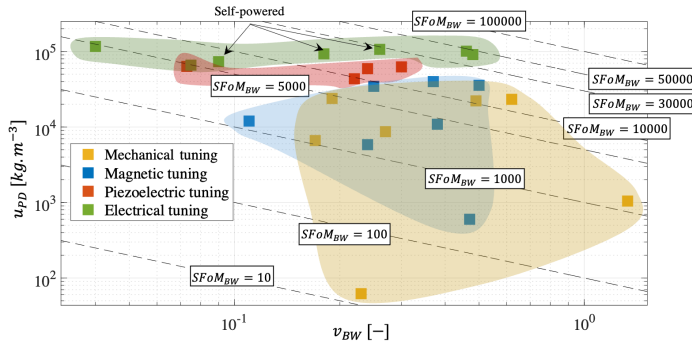 Self-powered
SFoM_BW = 100000
10^5
SFoM_BW = 5000
SFoM_BW = 50000
SFoM_BW = 30000
SFoM_BW = 10000
10^4
Mechanical tuning
Magnetic tuning
Piezoelectric tuning
Electrical tuning
SFoM_BW = 1000
10^3
SFoM_BW = 100
SFoM_BW = 10
10^2
u_PD [kg.m^−3]
10^-1
10^0
v_BW [-]